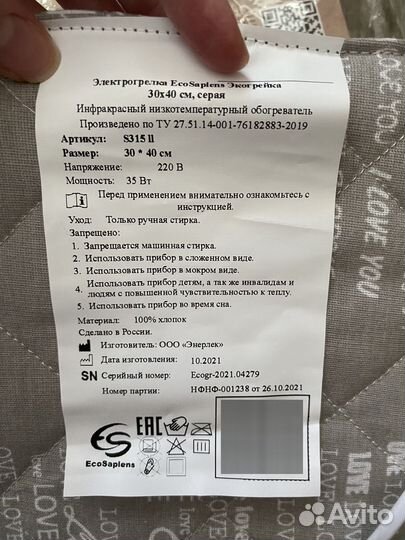 Электрогрелка EcoSapiens Экогрейка
30х40 см, серая
Инфракрасный низкотемпературный обогреватель
Произведено по ТУ 27.51.14-001-76182883-2019
Артикул: S315 ll
Размер: 30 * 40 см
Напряжение: 220 В
Мощность: 35 Вт
Перед применением внимательно ознакомьтесь с
инструкцией.
Уход: Только ручная стирка.
Запрещено:
1. Запрещается машинная стирка.
2. Использовать прибор в сложенном виде.
3. Использовать прибор в мокром виде.
4. Использовать прибор детям, а так же инвалидам и
людям с повышенной чувствительностью к теплу.
5. Использовать прибор во время сна.
Материал: 100% хлопок
Сделано в России.
Изготовитель: ООО «Энерлек»
Дата изготовления: 10.2021
SN Серийный номер: Ecogr-2021.04279
Номер партии: НФНФ-001238 от 26.10.2021
ES
EcoSapiens
EAC
I LOVE YOU
LOVE
love
LOVE
Avito